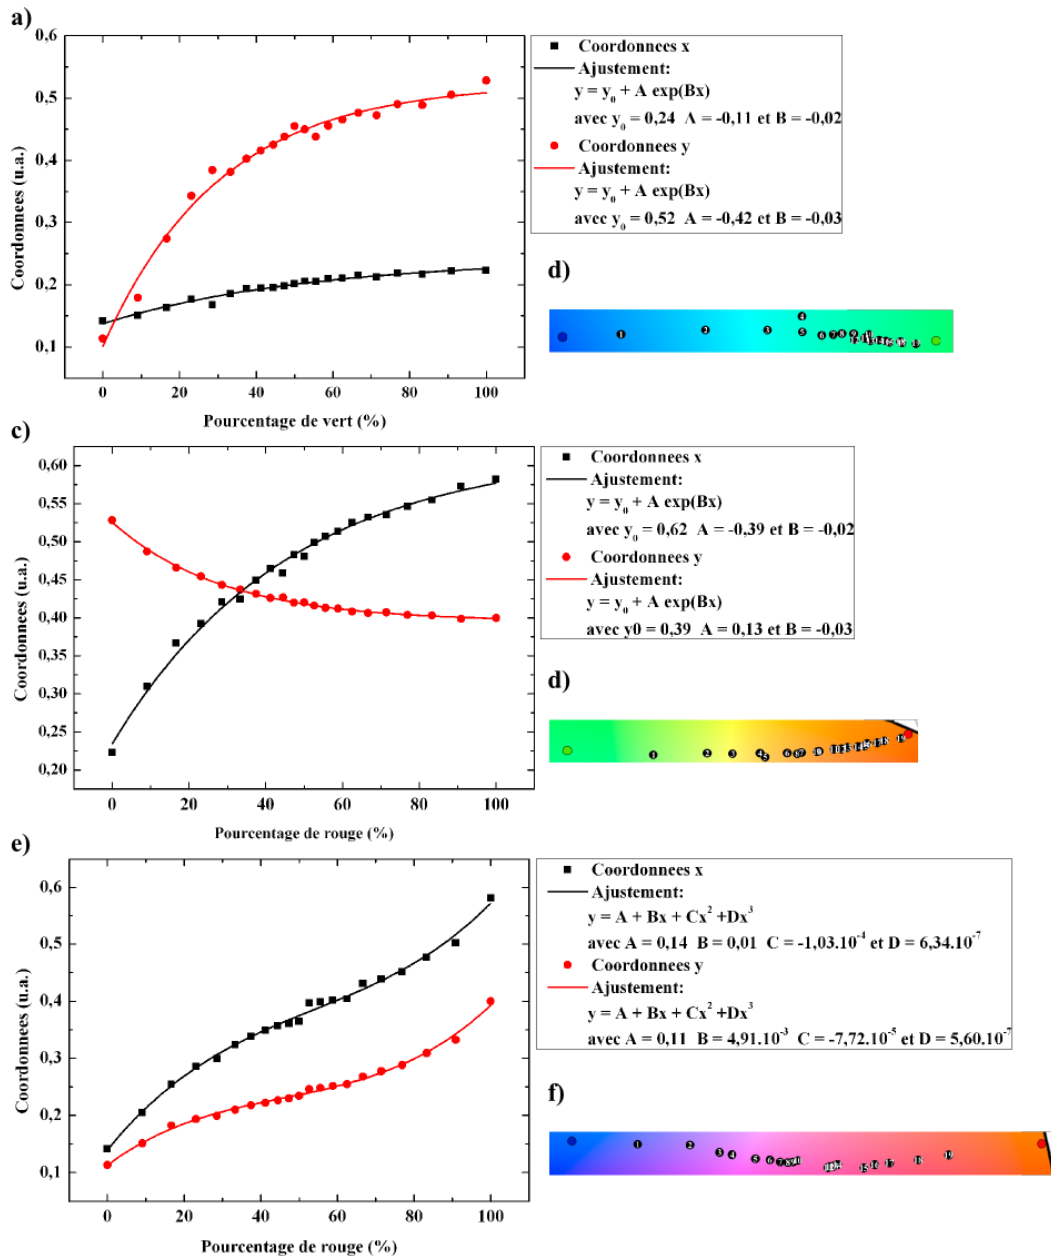 a)
0,6
0,5
0,4
0,3
0,2
0,1
0 20 40 60 80 100
Coordonnees (u.a.)
Pourcentage de vert (%)
Coordonnees x
Ajustement:
y = y0 + A exp(Bx)
avec y0 = 0,24 A = -0,11 et B = -0,02
Coordonnees y
Ajustement:
y = y0 + A exp(Bx)
avec y0 = 0,52 A = -0,42 et B = -0,03
d)
1 2 3 4 5 6 7 8 9
c)
0,60
0,55
0,50
0,45
0,40
0,35
0,30
0,25
0,20
0 20 40 60 80 100
Coordonnees (u.a.)
Pourcentage de rouge (%)
Coordonnees x
Ajustement:
y = y0 + A exp(Bx)
avec y0 = 0,62 A = -0,39 et B = -0,02
Coordonnees y
Ajustement:
y = y0 + A exp(Bx)
avec y0 = 0,39 A = 0,13 et B = -0,03
d)
1 2 3 4 5 6 7 19
e)
0,6
0,5
0,4
0,3
0,2
0,1
0 20 40 60 80 100
Coordonnees (u.a.)
Pourcentage de rouge (%)
Coordonnees x
Ajustement:
y = A + Bx + Cx² +Dx³
avec A = 0,14 B = 0,01 C = -1,03.10⁻⁴ et D = 6,34.10⁻⁷
Coordonnees y
Ajustement:
y = A + Bx + Cx² +Dx³
avec A = 0,11 B = 4,91.10⁻³ C = -7,72.10⁻⁵ et D = 5,60.10⁻⁷
f)
1 2 3 4 5 6 7 8 9 15 16 17 18 19